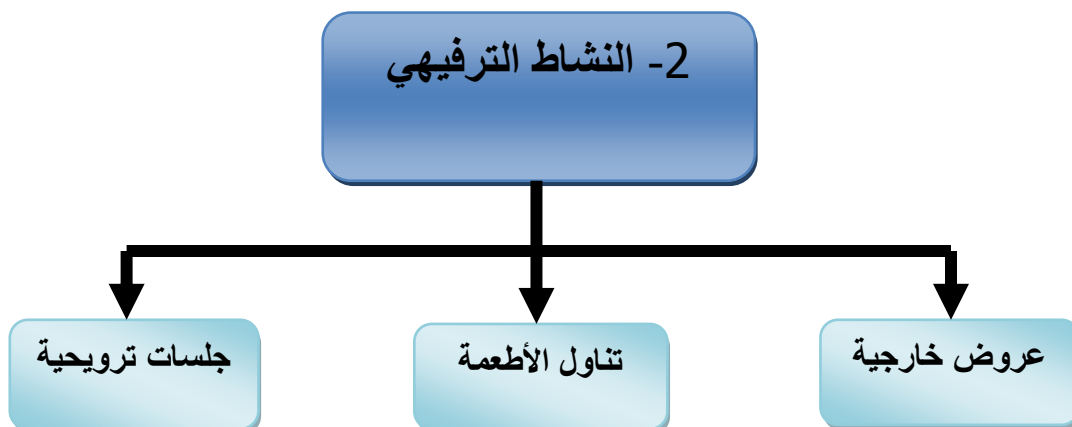 2- النشاط الترفيهي
عروض خارجية
تناول الأطعمة
جلسات ترويحية